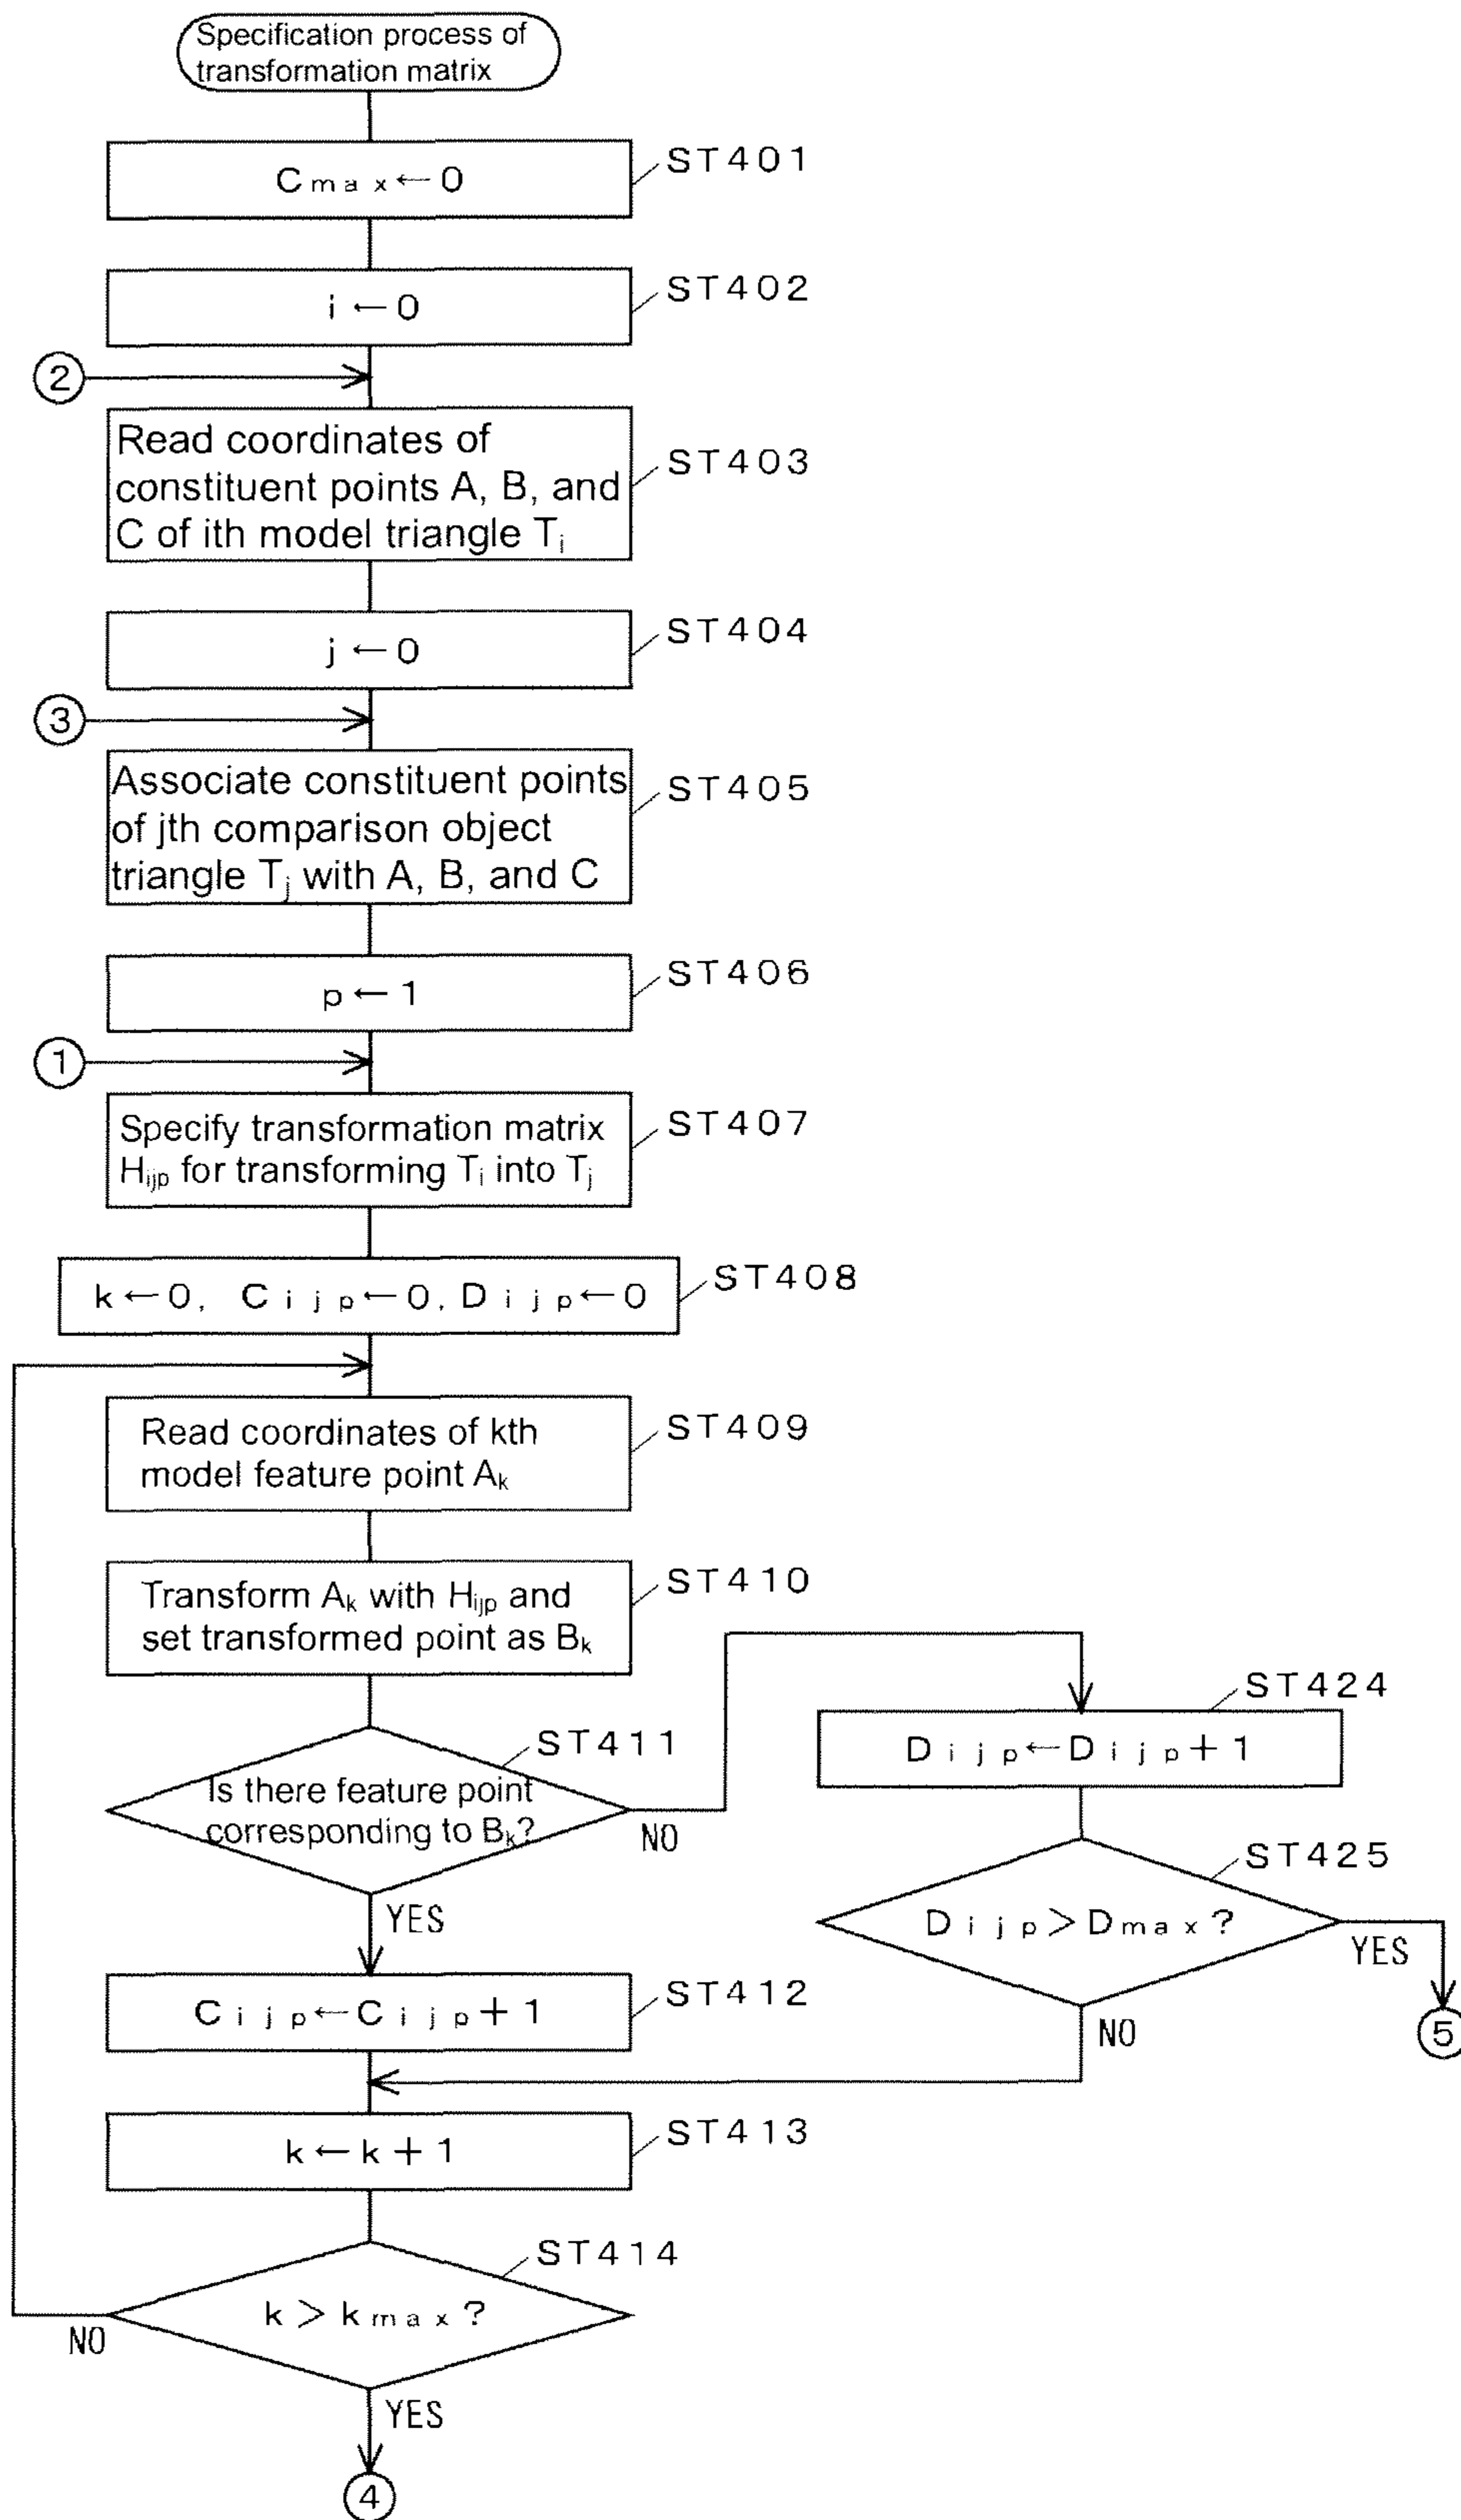 Specification process of
transformation matrix
Cmax←0
ST401
i←0
ST402
②
Read coordinates of
constituent points A, B, and
C of ith model triangle Ti
ST403
j←0
ST404
③
Associate constituent points
of jth comparison object
triangle Tj with A, B, and C
ST405
p←1
ST406
①
Specify transformation matrix
Hijp for transforming Ti into Tj
ST407
k←0, Cijp←0, Dijp←0
ST408
Read coordinates of kth
model feature point Ak
ST409
Transform Ak with Hijp and
set transformed point as Bk
ST410
Is there feature point
corresponding to Bk?
ST411
NO
YES
Dijp←Dijp+1
ST424
Dijp>Dmax?
ST425
YES
⑤
NO
Cijp←Cijp+1
ST412
k←k+1
ST413
k>kmax?
ST414
NO
YES
④